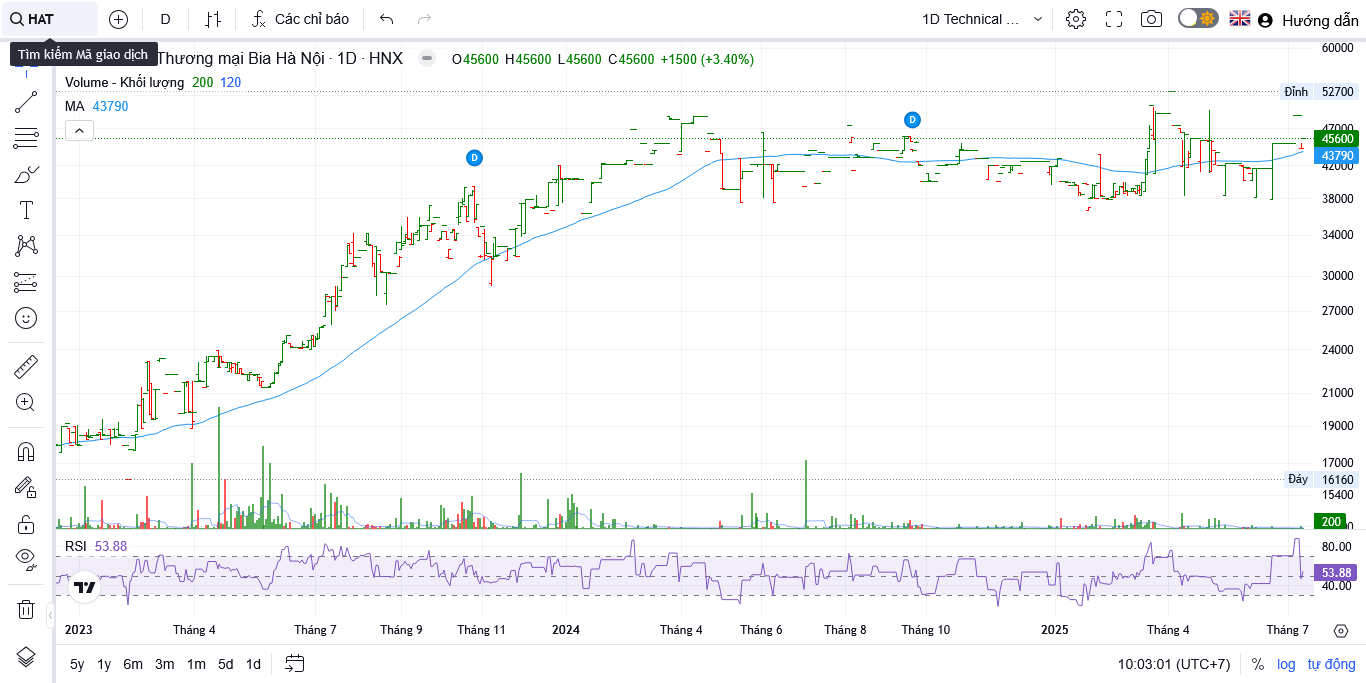 HAT
D
Các chỉ báo
1D Technical ...
Hướng dẫn
Tìm kiếm Mã giao dịch
Thương mại Bia Hà Nội · 1D · HNX
O45600 H45600 L45600 C45600 +1500 (+3.40%)
Volume - Khối lượng 200 120
MA 43790
D
D
60000
Đỉnh 52700
47000
45600
43790
42000
38000
34000
30000
27000
24000
21000
19000
17000
Đáy 16160
15400
200
RSI 53.88
80.00
53.88
40.00
2023 Tháng 4 Tháng 7 Tháng 9 Tháng 11 2024 Tháng 4 Tháng 6 Tháng 8 Tháng 10 2025 Tháng 4 Tháng 7
5y 1y 6m 3m 1m 5d 1d
10:03:01 (UTC+7) % log tự động